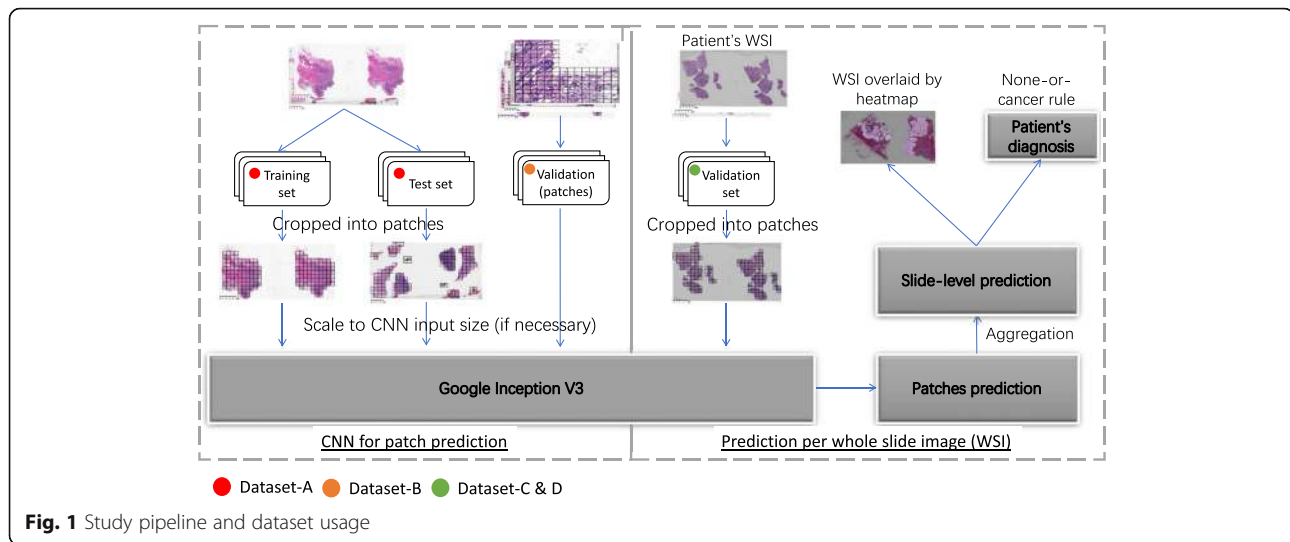 Patient's WSI
WSI overlaid by
heatmap
None-or-
cancer rule
Patient's
diagnosis
Training
set
Test set
Validation
(patches)
Validation
set
Cropped into patches
Cropped into patches
Slide-level prediction
Scale to CNN input size (if necessary)
Aggregation
Google Inception V3
Patches prediction
CNN for patch prediction
Prediction per whole slide image (WSI)
Dataset-A Dataset-B Dataset-C & D
Fig. 1 Study pipeline and dataset usage